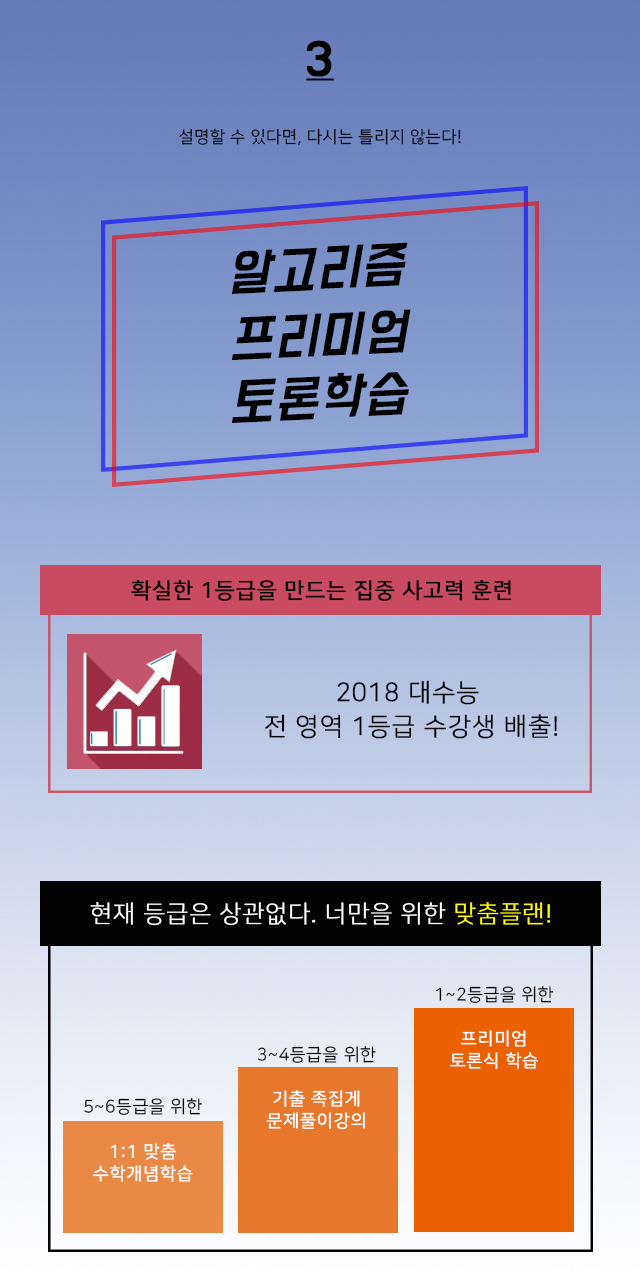 3
설명할 수 있다면, 다시는 틀리지 않는다!
알고리즘
프리미엄
토론학습
확실한 1등급을 만드는 집중 사고력 훈련
2018 대수능
전 영역 1등급 수강생 배출!
현재 등급은 상관없다. 너만을 위한 맞춤플랜!
5~6등급을 위한
1:1 맞춤
수학개념학습
3~4등급을 위한
기출 족집게
문제풀이강의
1~2등급을 위한
프리미엄
토론식 학습